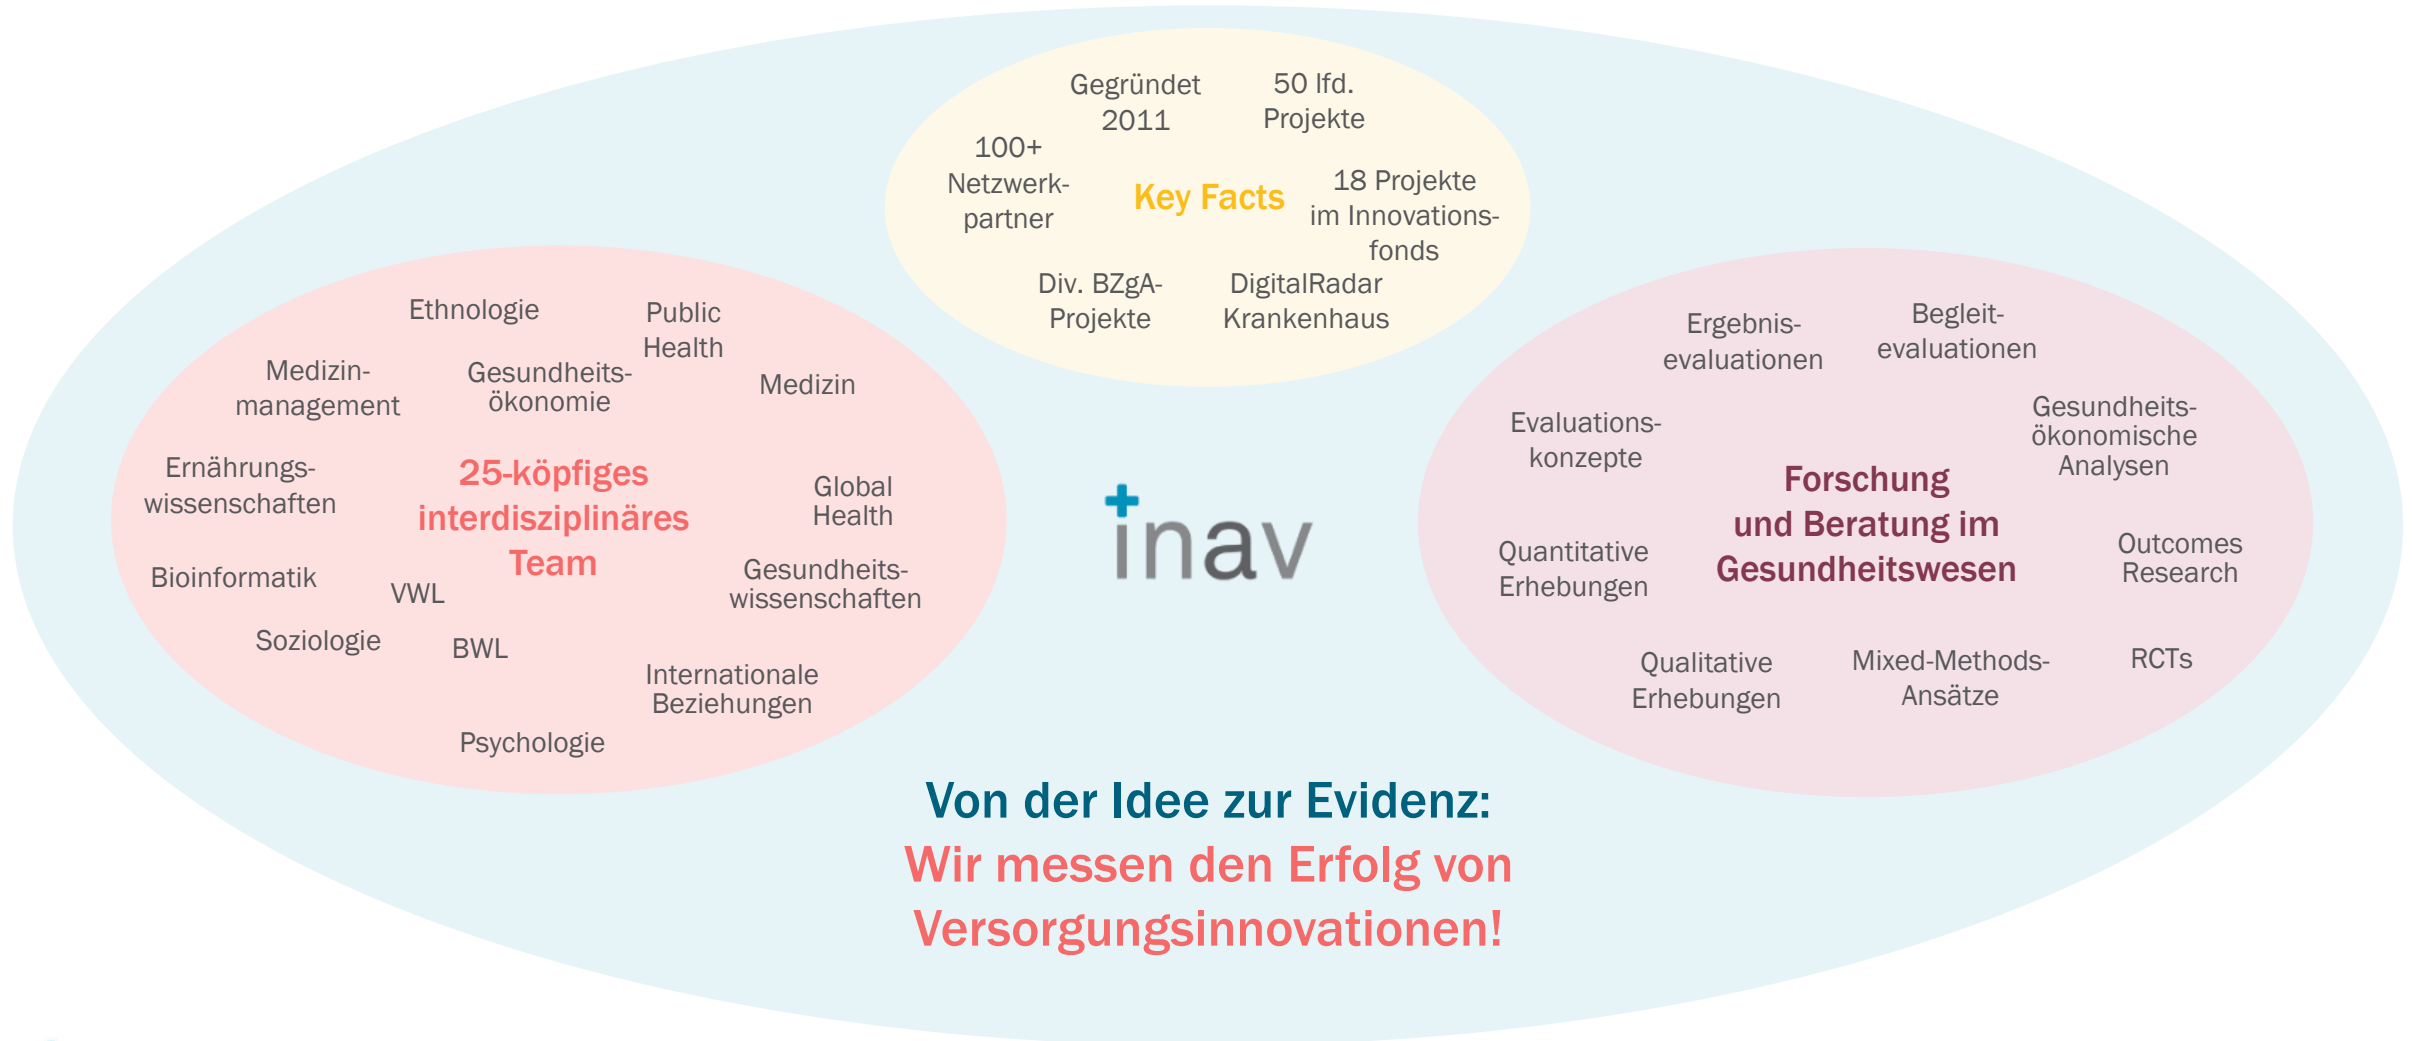 Gegründet
2011
50 lfd.
Projekte
100+
Netzwerk-
partner
Key Facts
18 Projekte
im Innovations-
fonds
Div. BZgA-
Projekte
DigitalRadar
Krankenhaus
Ethnologie
Public
Health
Medizin-
management
Gesundheits-
ökonomie
Medizin
Ernährungs-
wissenschaften
25-köpfiges
interdisziplinäres
Team
Global
Health
Bioinformatik
VWL
Gesundheits-
wissenschaften
Soziologie
BWL
Internationale
Beziehungen
Psychologie
inav
Ergebnis-
evaluationen
Begleit-
evaluationen
Evaluations-
konzepte
Gesundheits-
ökonomische
Analysen
Forschung
und Beratung im
Gesundheitswesen
Quantitative
Erhebungen
Outcomes
Research
Qualitative
Erhebungen
Mixed-Methods-
Ansätze
RCTs
Von der Idee zur Evidenz:
Wir messen den Erfolg von
Versorgungsinnovationen!